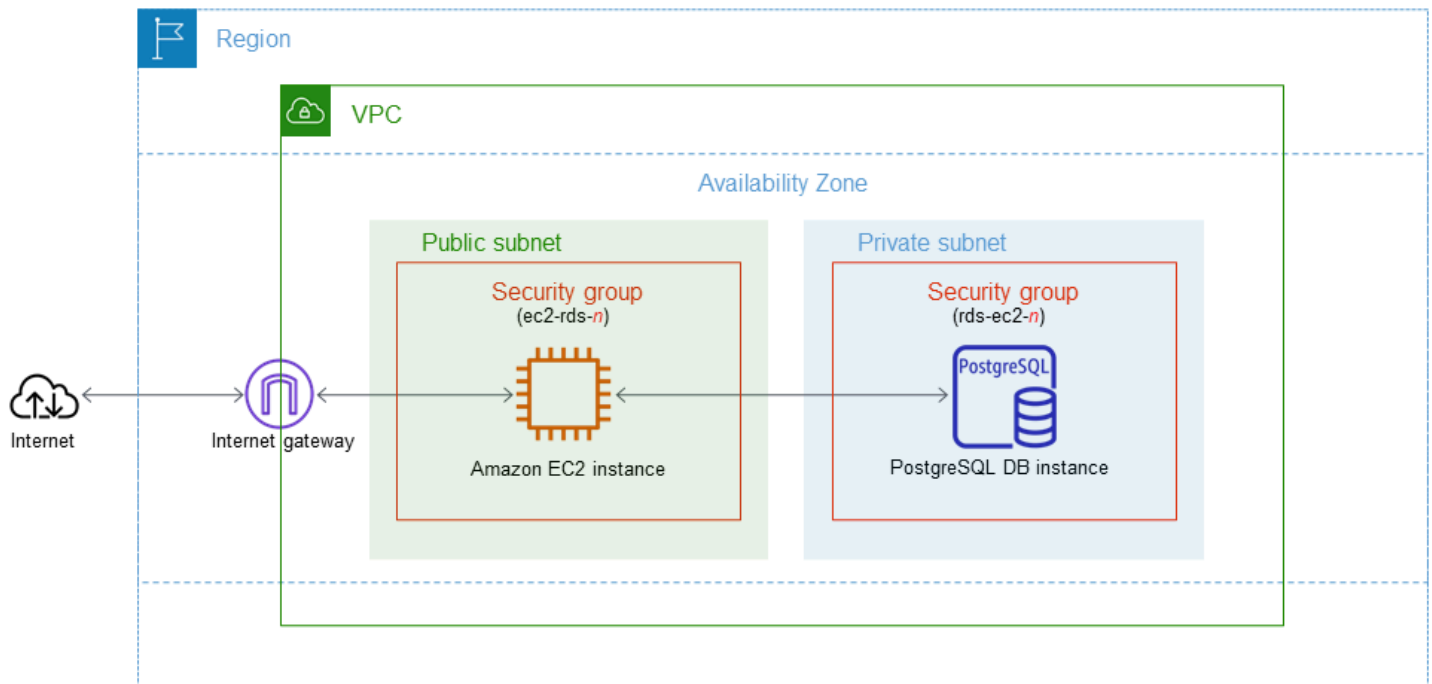 Region
VPC
Availability Zone
Public subnet
Private subnet
Security group
(ec2-rds-n)
Security group
(rds-ec2-n)
PostgreSQL
Internet
Internet gateway
Amazon EC2 instance
PostgreSQL DB instance